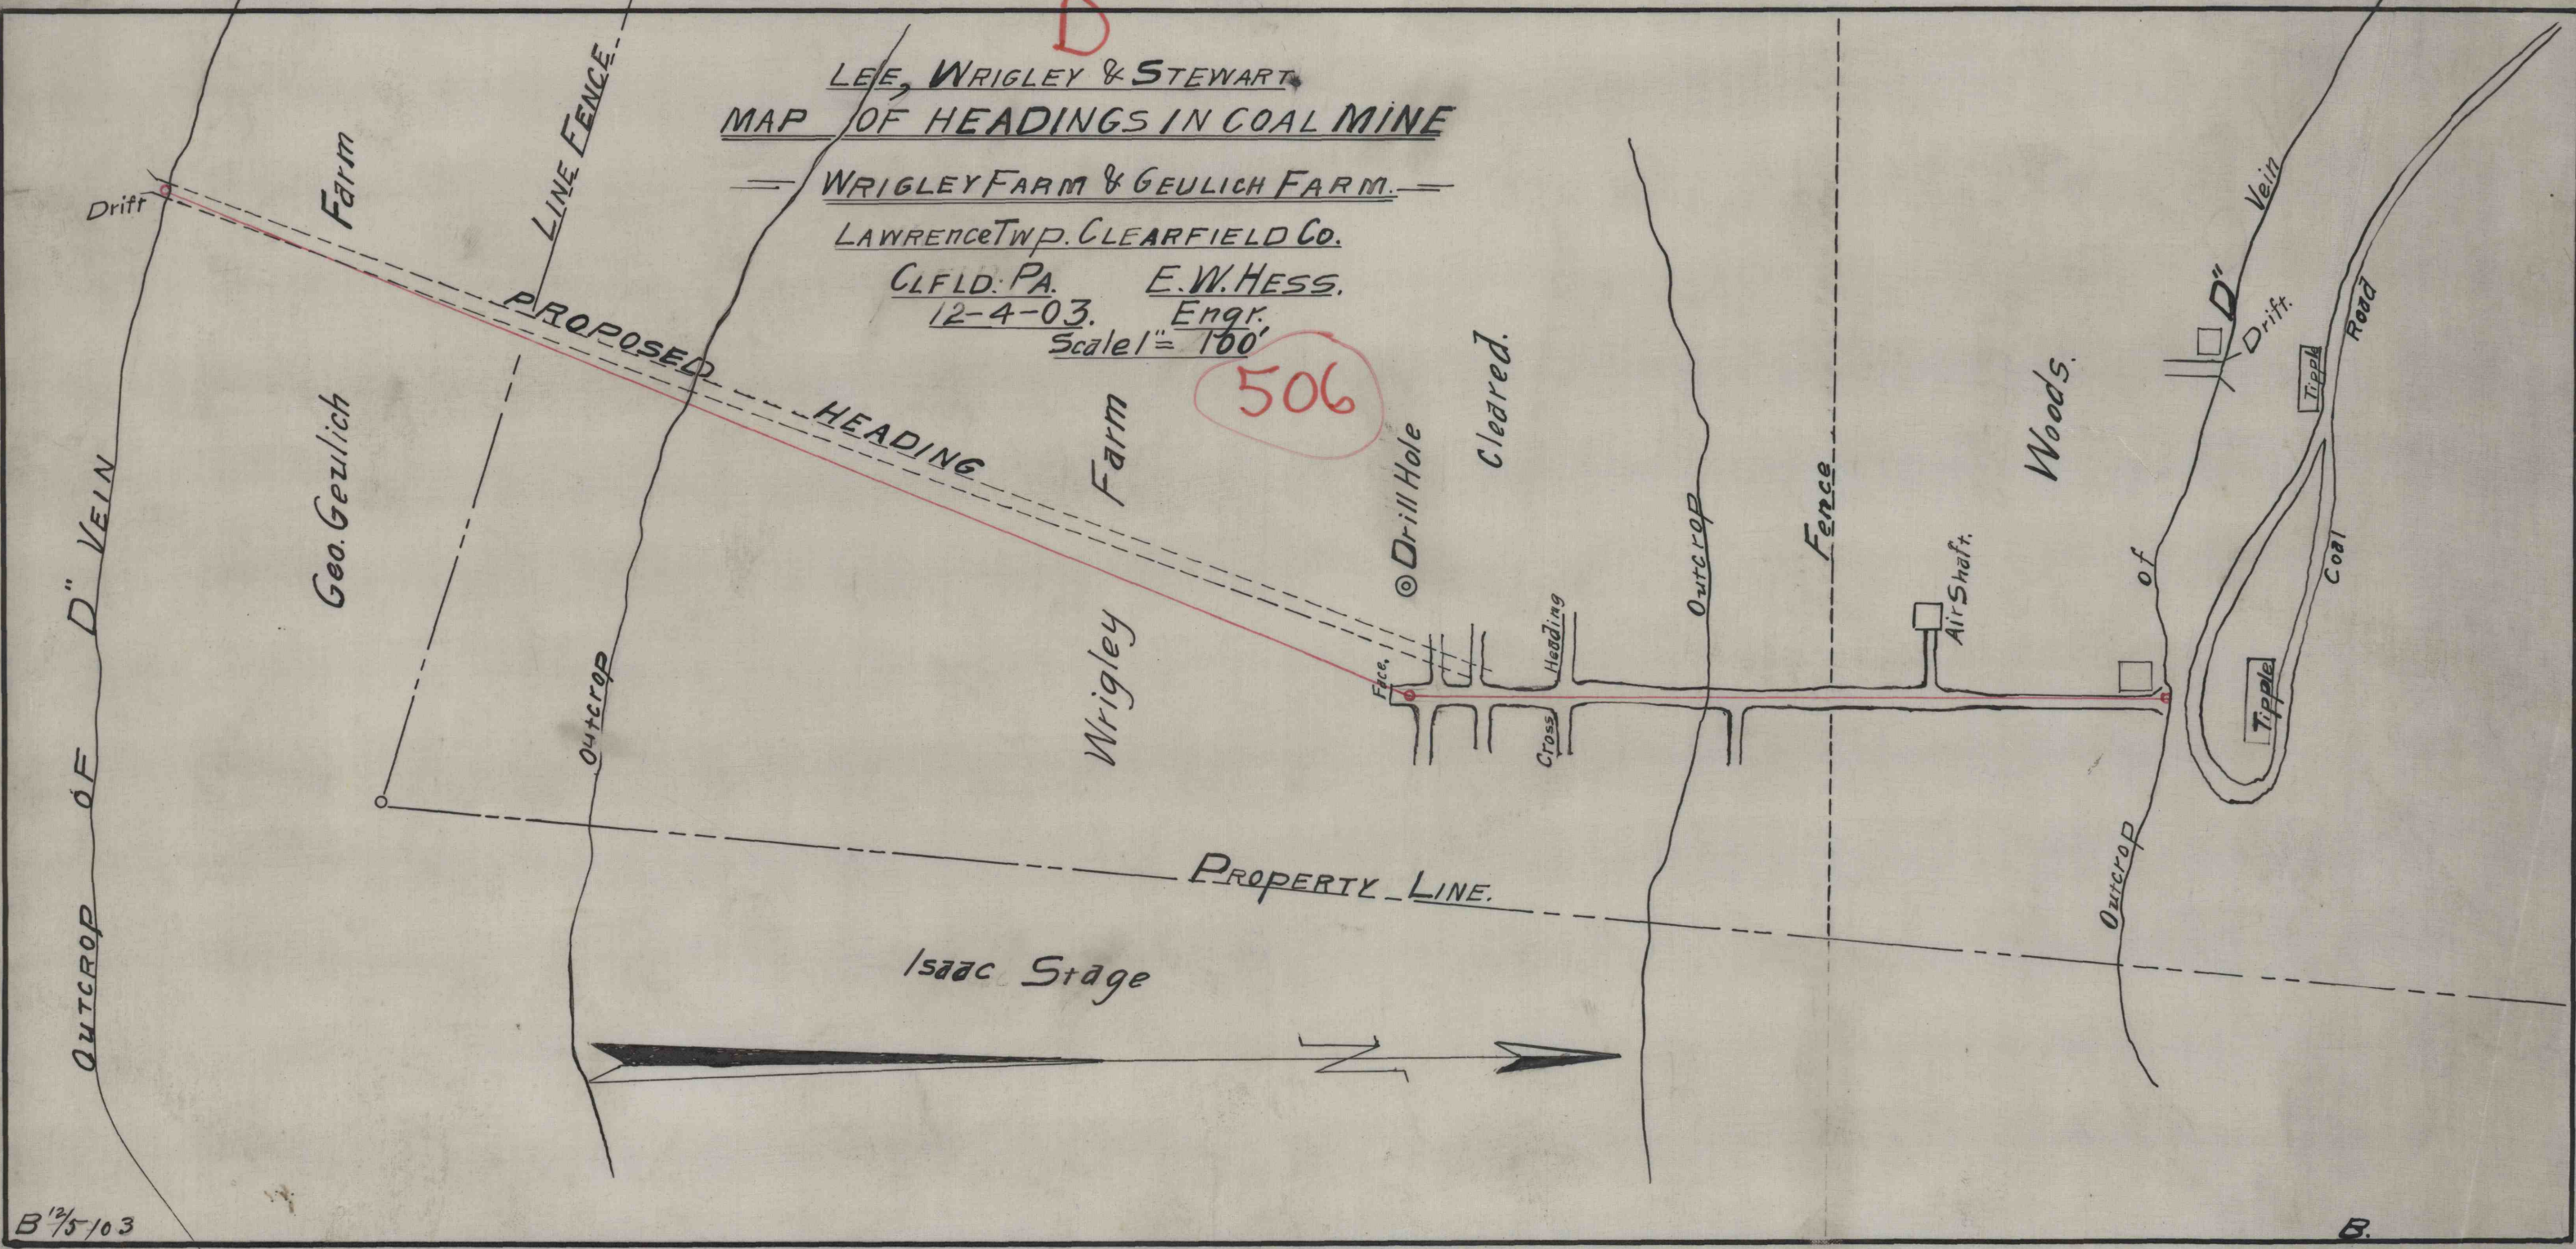 D
LEE, WRIGLEY & STEWART.
MAP OF HEADINGS IN COAL MINE
WRIGLEY FARM & GEULICH FARM.
LAWRENCE TWP. CLEARFIELD CO.
CLFLD. PA. E.W. HESS.
12-4-03. Engr.
Scale 1" = 100'
506
Drift
Farm
LINE FENCE
PROPOSED HEADING
Geo. Geulich
OUTCROP OF D" VEIN
Outcrop
Wrigley Farm
Drill Hole
Cleared.
Face.
Cross Heading
Outcrop
Fence
Air Shaft.
Woods.
Outcrop of D" Vein
Drift.
Tipple
Coal Road
Tipple
PROPERTY LINE.
Isaac Stage
N
B 12/5/03
B.